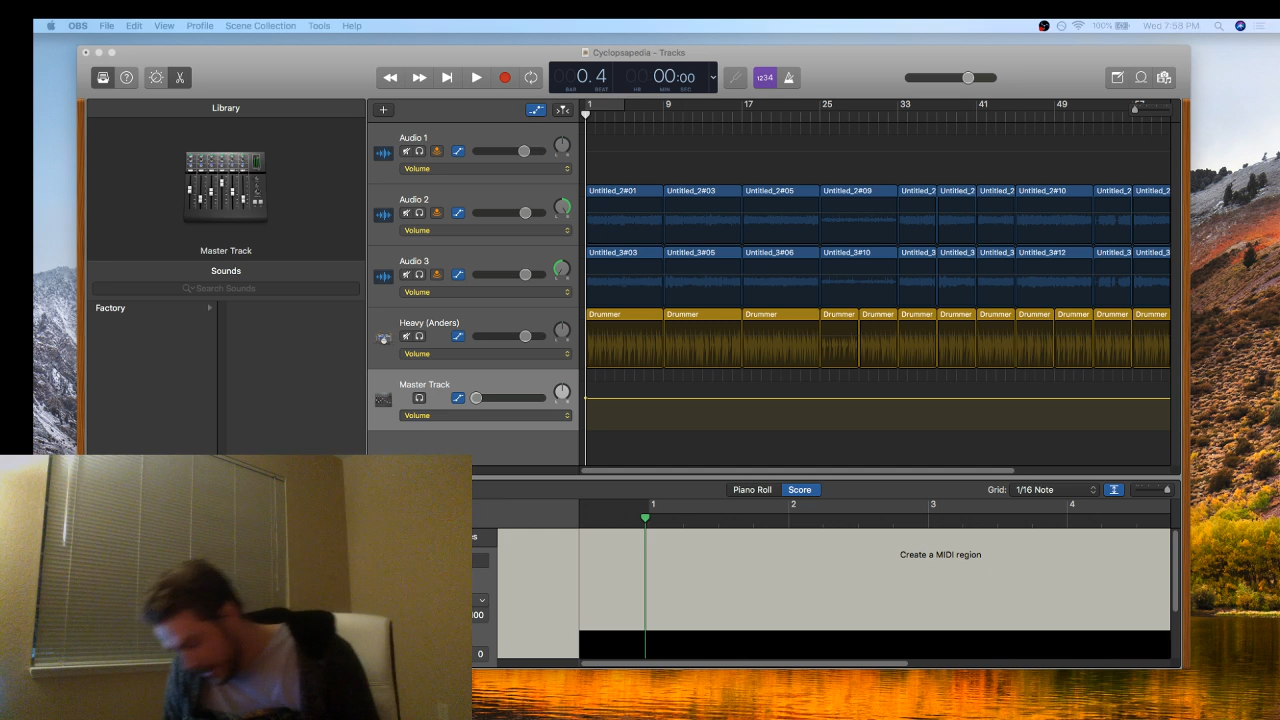 OBS File Edit View Profile Scene Collection Tools Help 100% Wed 7:58 PM
Cyclopsapedia - Tracks
00. 4 00 00:00
BAR BEAT HR MIN SEC
1234
Library
1 9 17 25 33 41 49 57
Audio 1
Volume
Untitled_2#01 Untitled_2#03 Untitled_2#05 Untitled_2#09 Untitled_2 Untitled_2 Untitled_2 Untitled_2#10 Untitled_2 Untitled_2
Audio 2
Volume
Master Track
Untitled_3#03 Untitled_3#05 Untitled_3#06 Untitled_3#10 Untitled_3 Untitled_3 Untitled_3 Untitled_3#12 Untitled_3 Untitled_3
Audio 3
Sounds
Search Sounds
Volume
Factory
Drummer Drummer Drummer Drummer Drummer Drummer Drummer Drummer Drummer Drummer Drummer Drummer
Heavy (Anders)
Volume
Master Track
Volume
Piano Roll Score Grid: 1/16 Note
1 2 3 4
Create a MIDI region
00
0